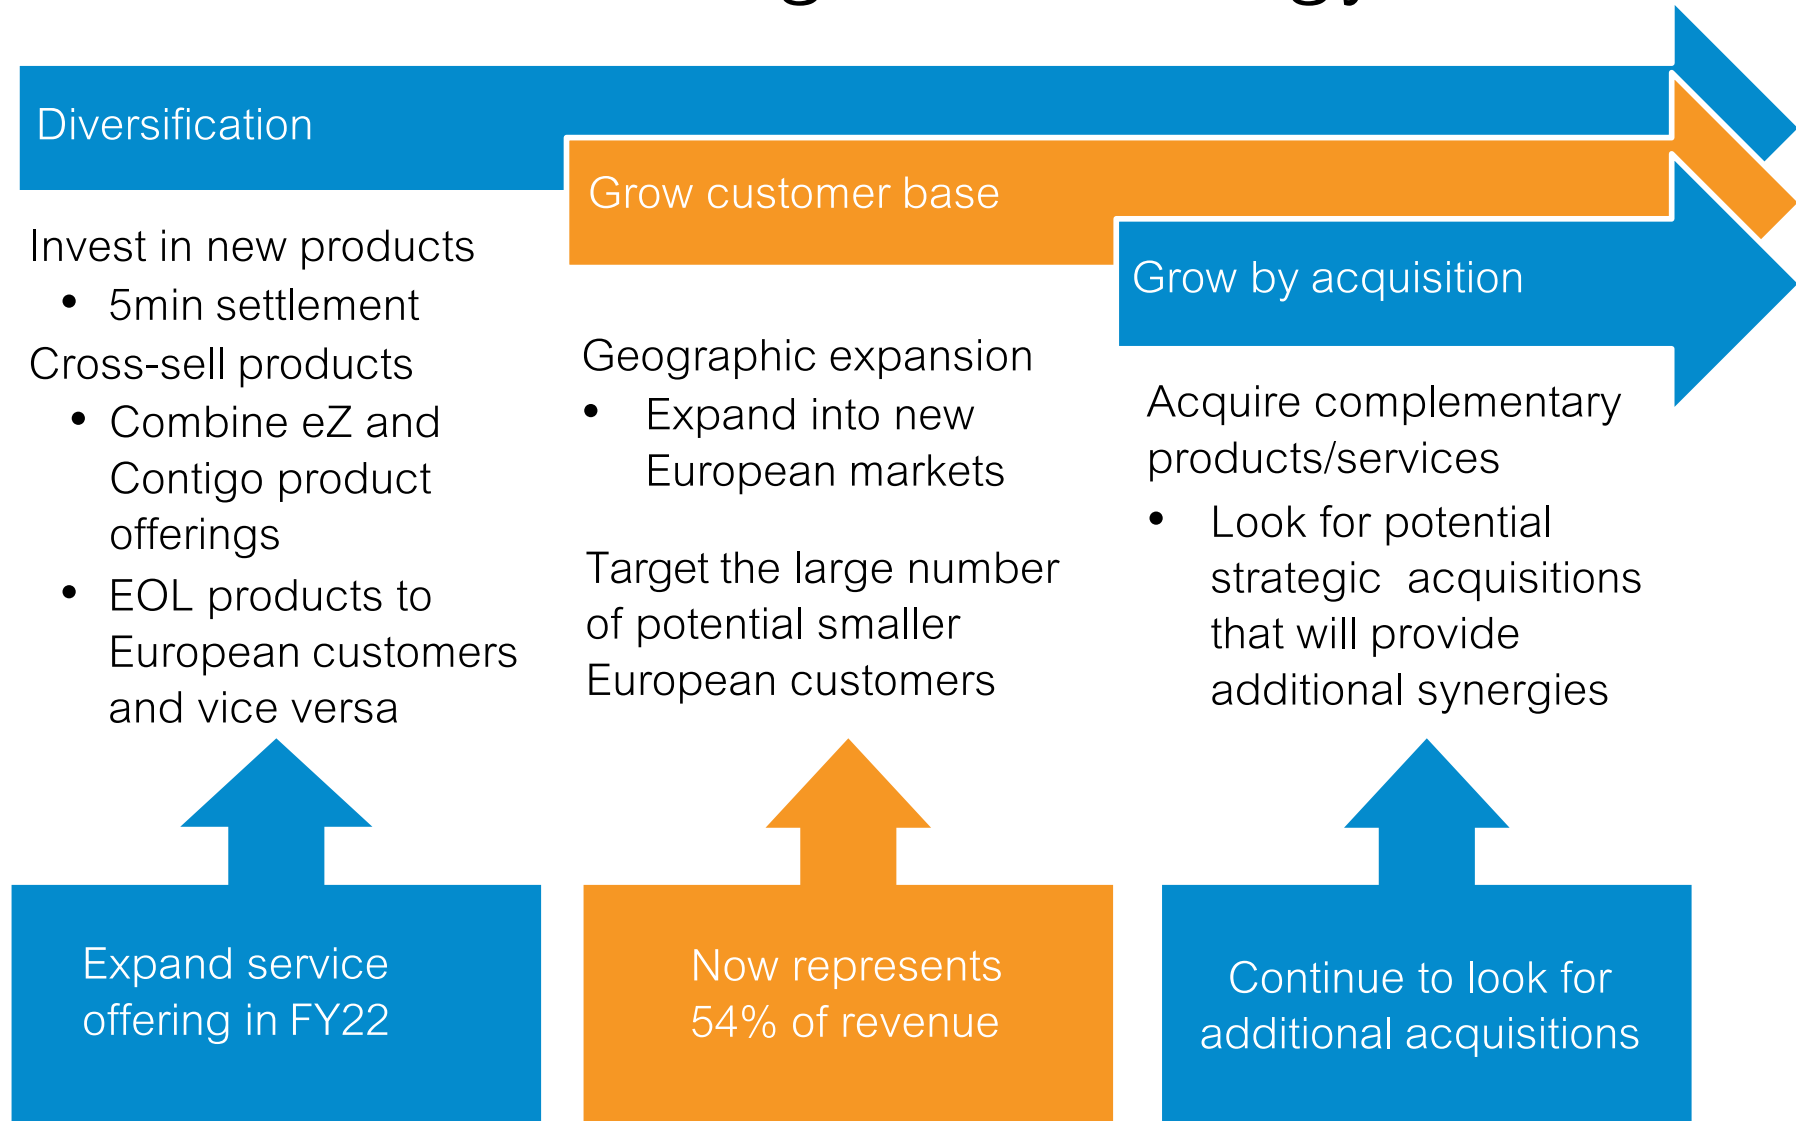 Diversification
Grow customer base
Grow by acquisition
Invest in new products
• 5min settlement
Cross-sell products
• Combine eZ and
Contigo product
offerings
• EOL products to
European customers
and vice versa
Geographic expansion
• Expand into new
European markets
Target the large number
of potential smaller
European customers
Acquire complementary
products/services
• Look for potential
strategic acquisitions
that will provide
additional synergies
Expand service
offering in FY22
Now represents
54% of revenue
Continue to look for
additional acquisitions